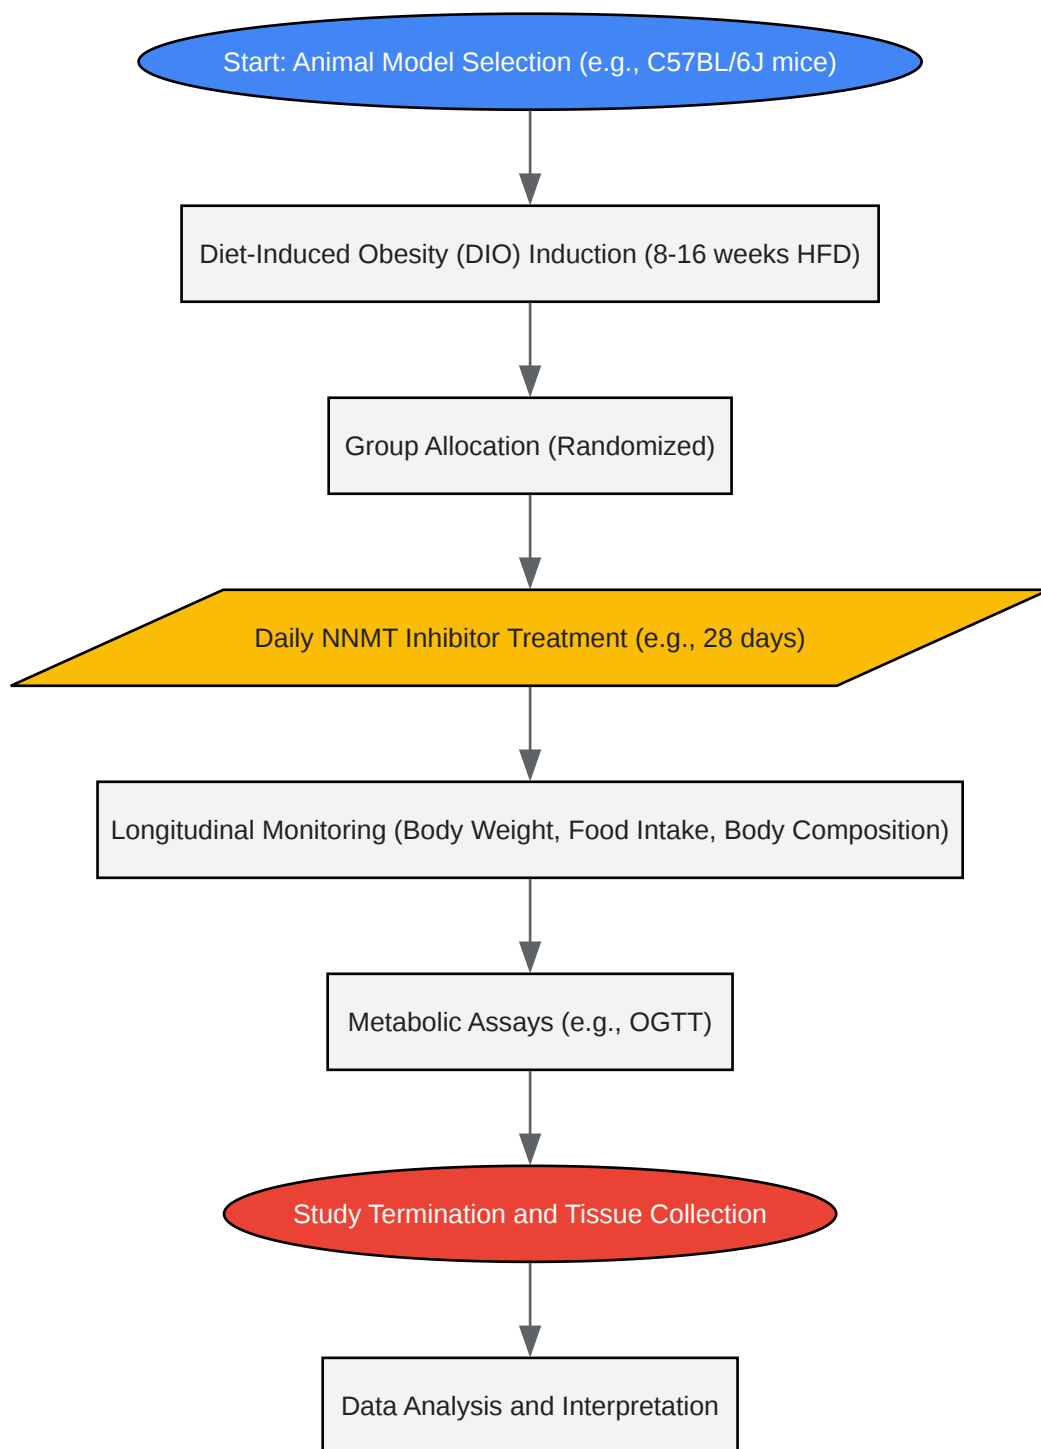 Start: Animal Model Selection (e.g., C57BL/6J mice)
Diet-Induced Obesity (DIO) Induction (8-16 weeks HFD)
Group Allocation (Randomized)
Daily NNMT Inhibitor Treatment (e.g., 28 days)
Longitudinal Monitoring (Body Weight, Food Intake, Body Composition)
Metabolic Assays (e.g., OGTT)
Study Termination and Tissue Collection
Data Analysis and Interpretation